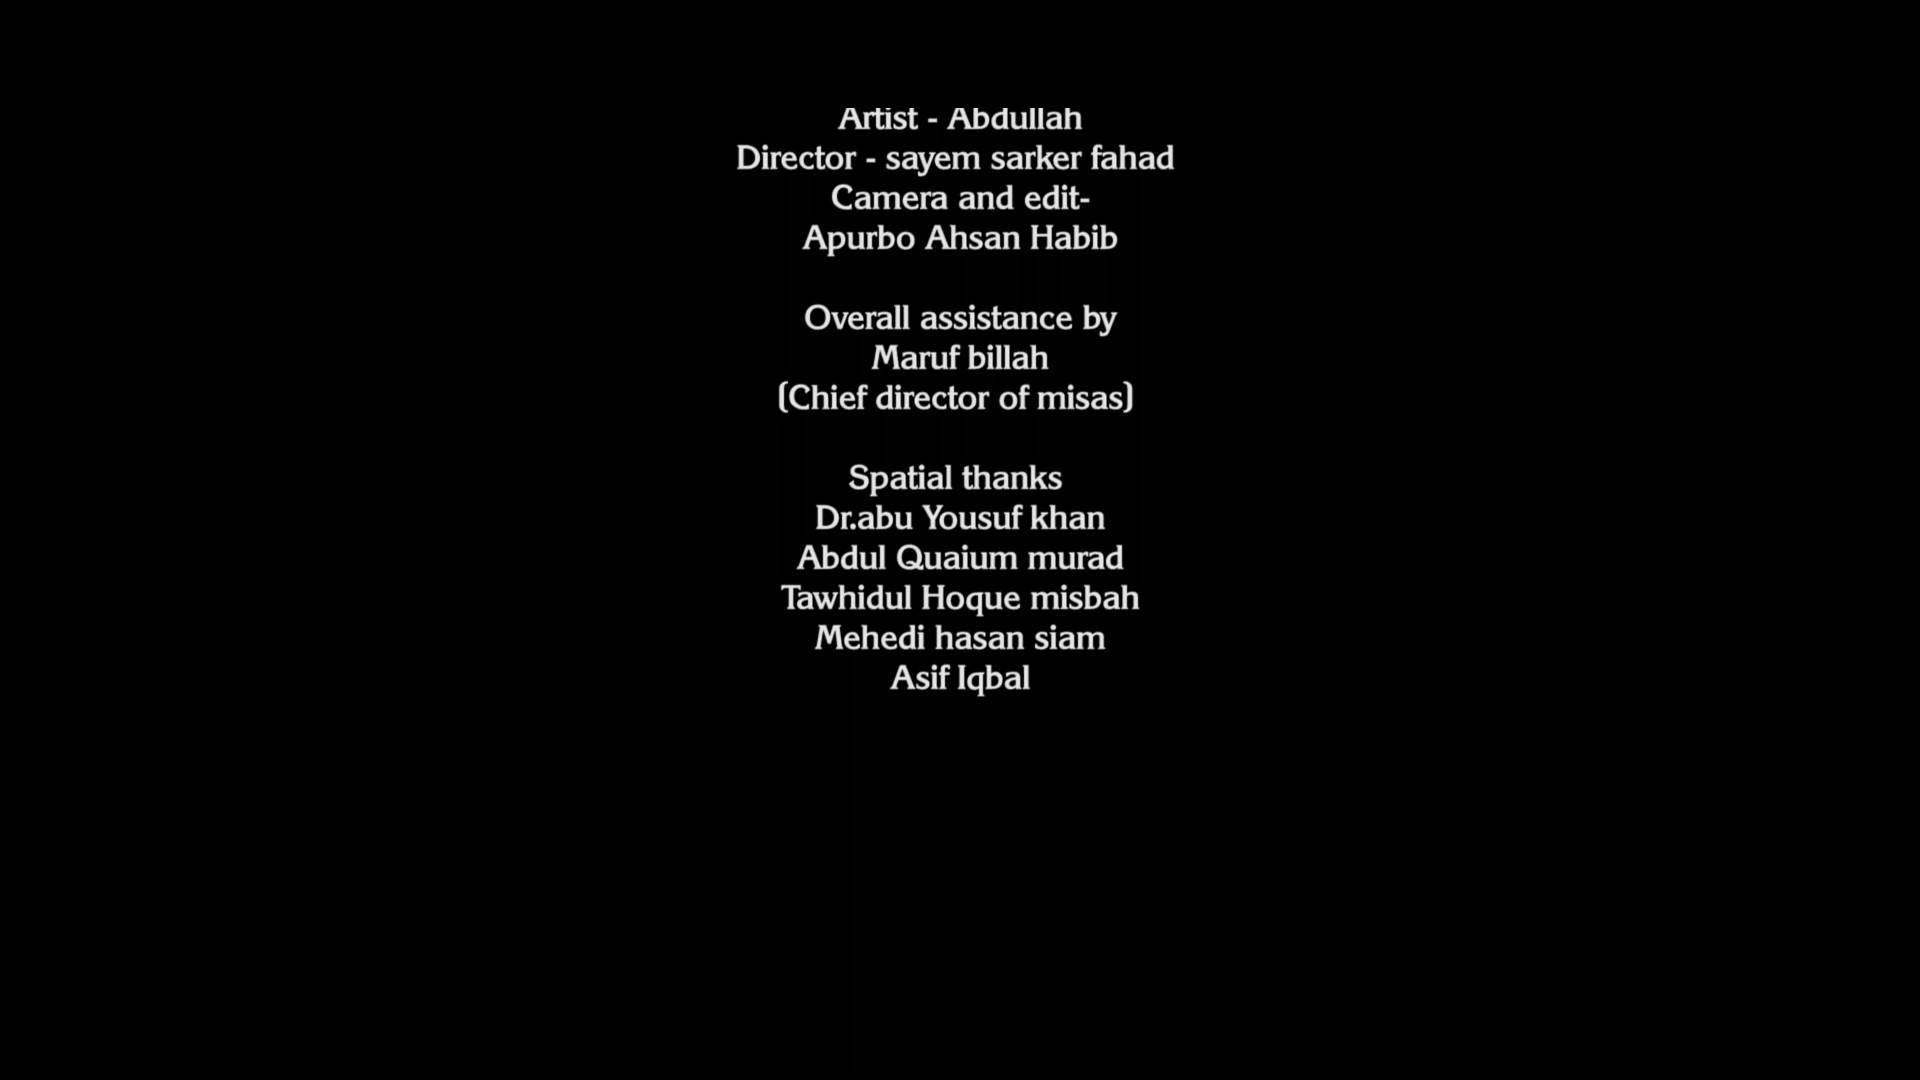 Artist - Abdullah
Director - sayem sarker fahad
Camera and edit-
Apurbo Ahsan Habib
Overall assistance by
Maruf billah
(Chief director of misas)
Spatial thanks
Dr.abu Yousuf khan
Abdul Quaium murad
Tawhidul Hoque misbah
Mehedi hasan siam
Asif Iqbal